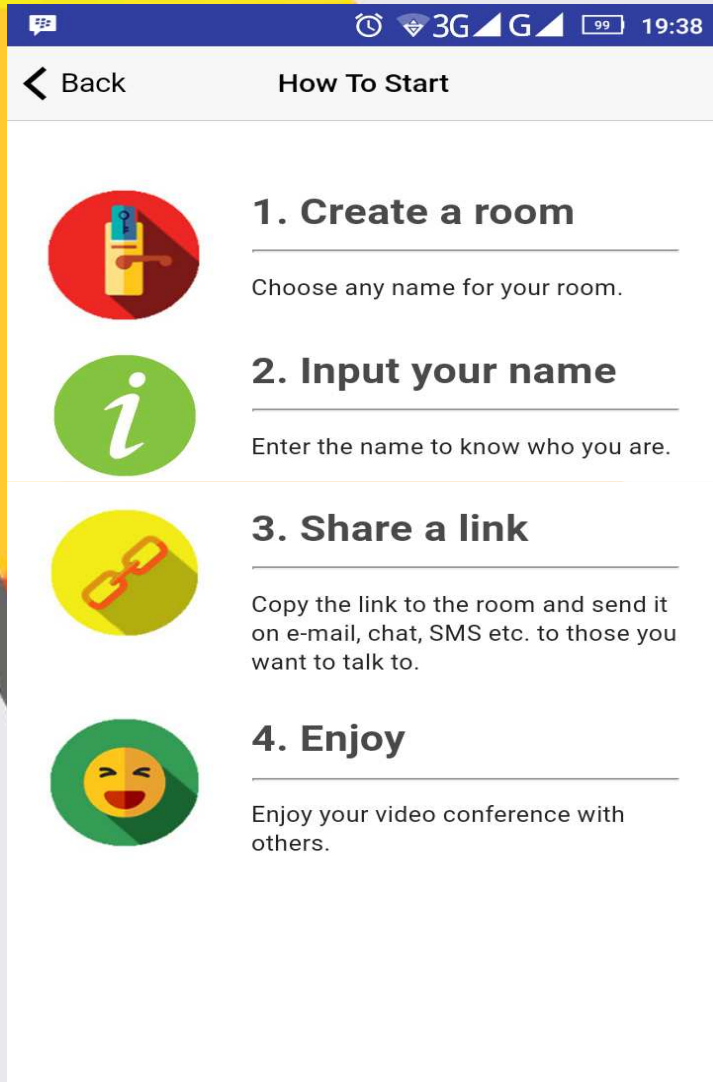 3G G 99 19:38
Back How To Start
1. Create a room
Choose any name for your room.
2. Input your name
Enter the name to know who you are.
3. Share a link
Copy the link to the room and send it
on e-mail, chat, SMS etc. to those you
want to talk to.
4. Enjoy
Enjoy your video conference with
others.